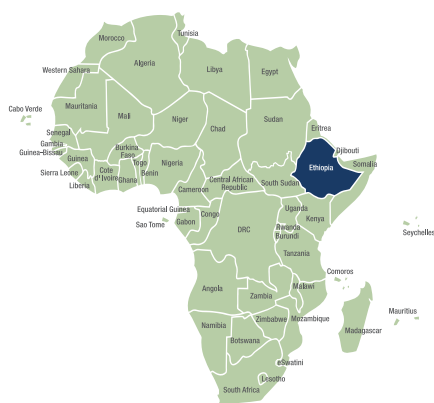 Tunisia
Morocco
Algeria
Libya
Egypt
Western Sahara
Mauritania
Mali
Niger
Chad
Sudan
Eritrea
Cabo Verde
Senegal
Gambia
Guinea-Bissau
Guinea
Sierra Leone
Liberia
Cote
d' Ivoire
Burkina
Faso
Ghana
Togo
Benin
Nigeria
Cameroon
Central African
Republic
South Sudan
Ethiopia
Djibouti
Somalia
Equatorial Guinea
Sao Tome
Gabon
Congo
DRC
Uganda
Kenya
Rwanda
Burundi
Tanzania
Seychelles
Comoros
Angola
Zambia
Malawi
Mozambique
Zimbabwe
Namibia
Botswana
Madagascar
Mauritius
eSwatini
Lesotho
South Africa